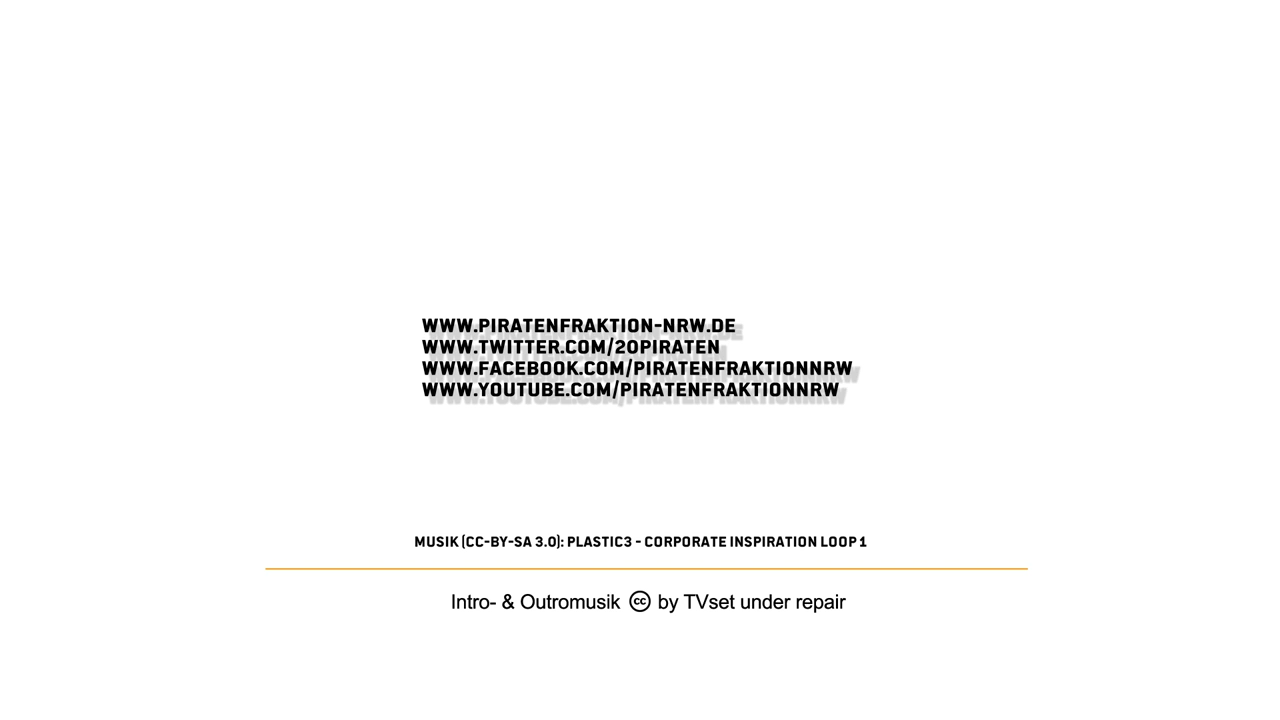 WWW.PIRATENFRAKTION-NRW.DE
WWW.TWITTER.COM/20PIRATEN
WWW.FACEBOOK.COM/PIRATENFRAKTIONNRW
WWW.YOUTUBE.COM/PIRATENFRAKTIONNRW
MUSIK (CC-BY-SA 3.0): PLASTIC3 - CORPORATE INSPIRATION LOOP 1
Intro- & Outromusik cc by TVset under repair